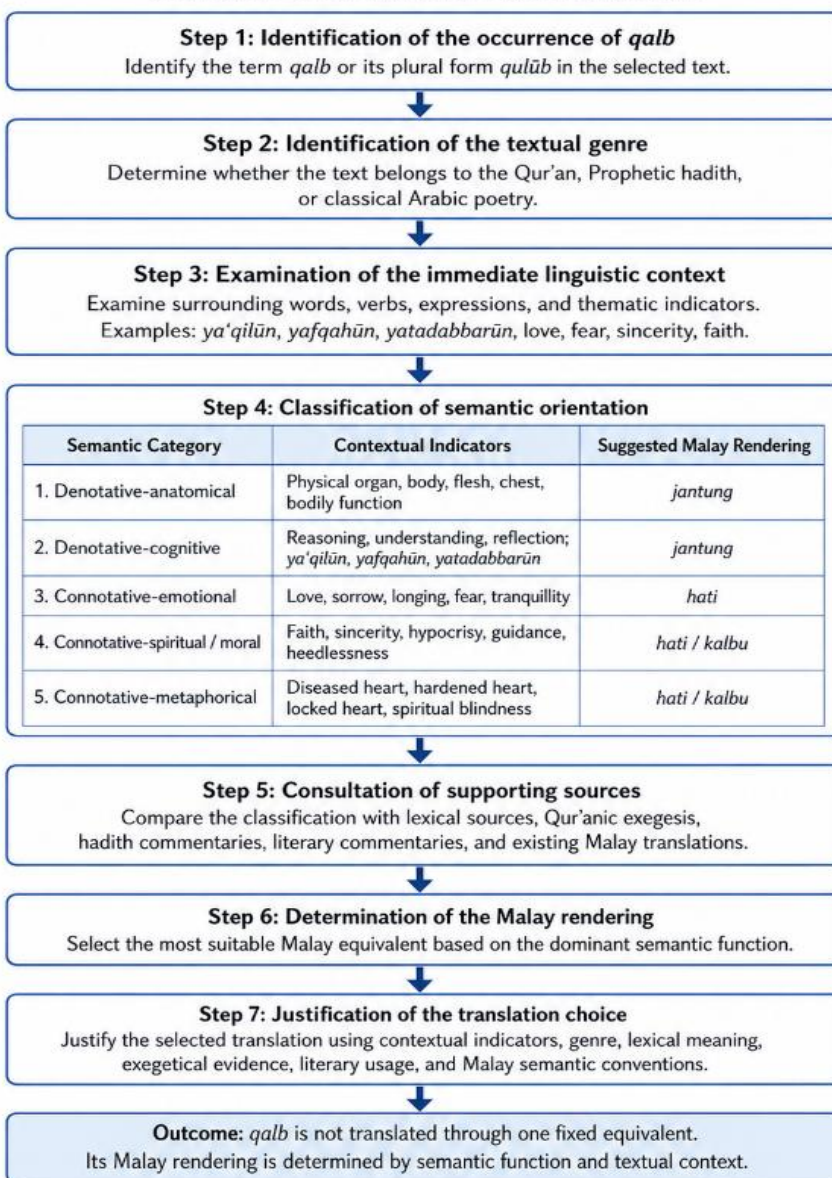 Step 1: Identification of the occurrence of qalb
Identify the term qalb or its plural form qulūb in the selected text.
Step 2: Identification of the textual genre
Determine whether the text belongs to the Qur'an, Prophetic hadith,
or classical Arabic poetry.
Step 3: Examination of the immediate linguistic context
Examine surrounding words, verbs, expressions, and thematic indicators.
Examples: ya‘qilūn, yafqahūn, yatadabbarūn, love, fear, sincerity, faith.
Step 4: Classification of semantic orientation
Semantic Category Contextual Indicators Suggested Malay Rendering
1. Denotative-anatomical Physical organ, body, flesh, chest, bodily function jantung
2. Denotative-cognitive Reasoning, understanding, reflection; ya‘qilūn, yafqahūn, yatadabbarūn jantung
3. Connotative-emotional Love, sorrow, longing, fear, tranquillity hati
4. Connotative-spiritual / moral Faith, sincerity, hypocrisy, guidance, heedlessness hati / kalbu
5. Connotative-metaphorical Diseased heart, hardened heart, locked heart, spiritual blindness hati / kalbu
Step 5: Consultation of supporting sources
Compare the classification with lexical sources, Qur'anic exegesis,
hadith commentaries, literary commentaries, and existing Malay translations.
Step 6: Determination of the Malay rendering
Select the most suitable Malay equivalent based on the dominant semantic function.
Step 7: Justification of the translation choice
Justify the selected translation using contextual indicators, genre, lexical meaning,
exegetical evidence, literary usage, and Malay semantic conventions.
Outcome: qalb is not translated through one fixed equivalent.
Its Malay rendering is determined by semantic function and textual context.